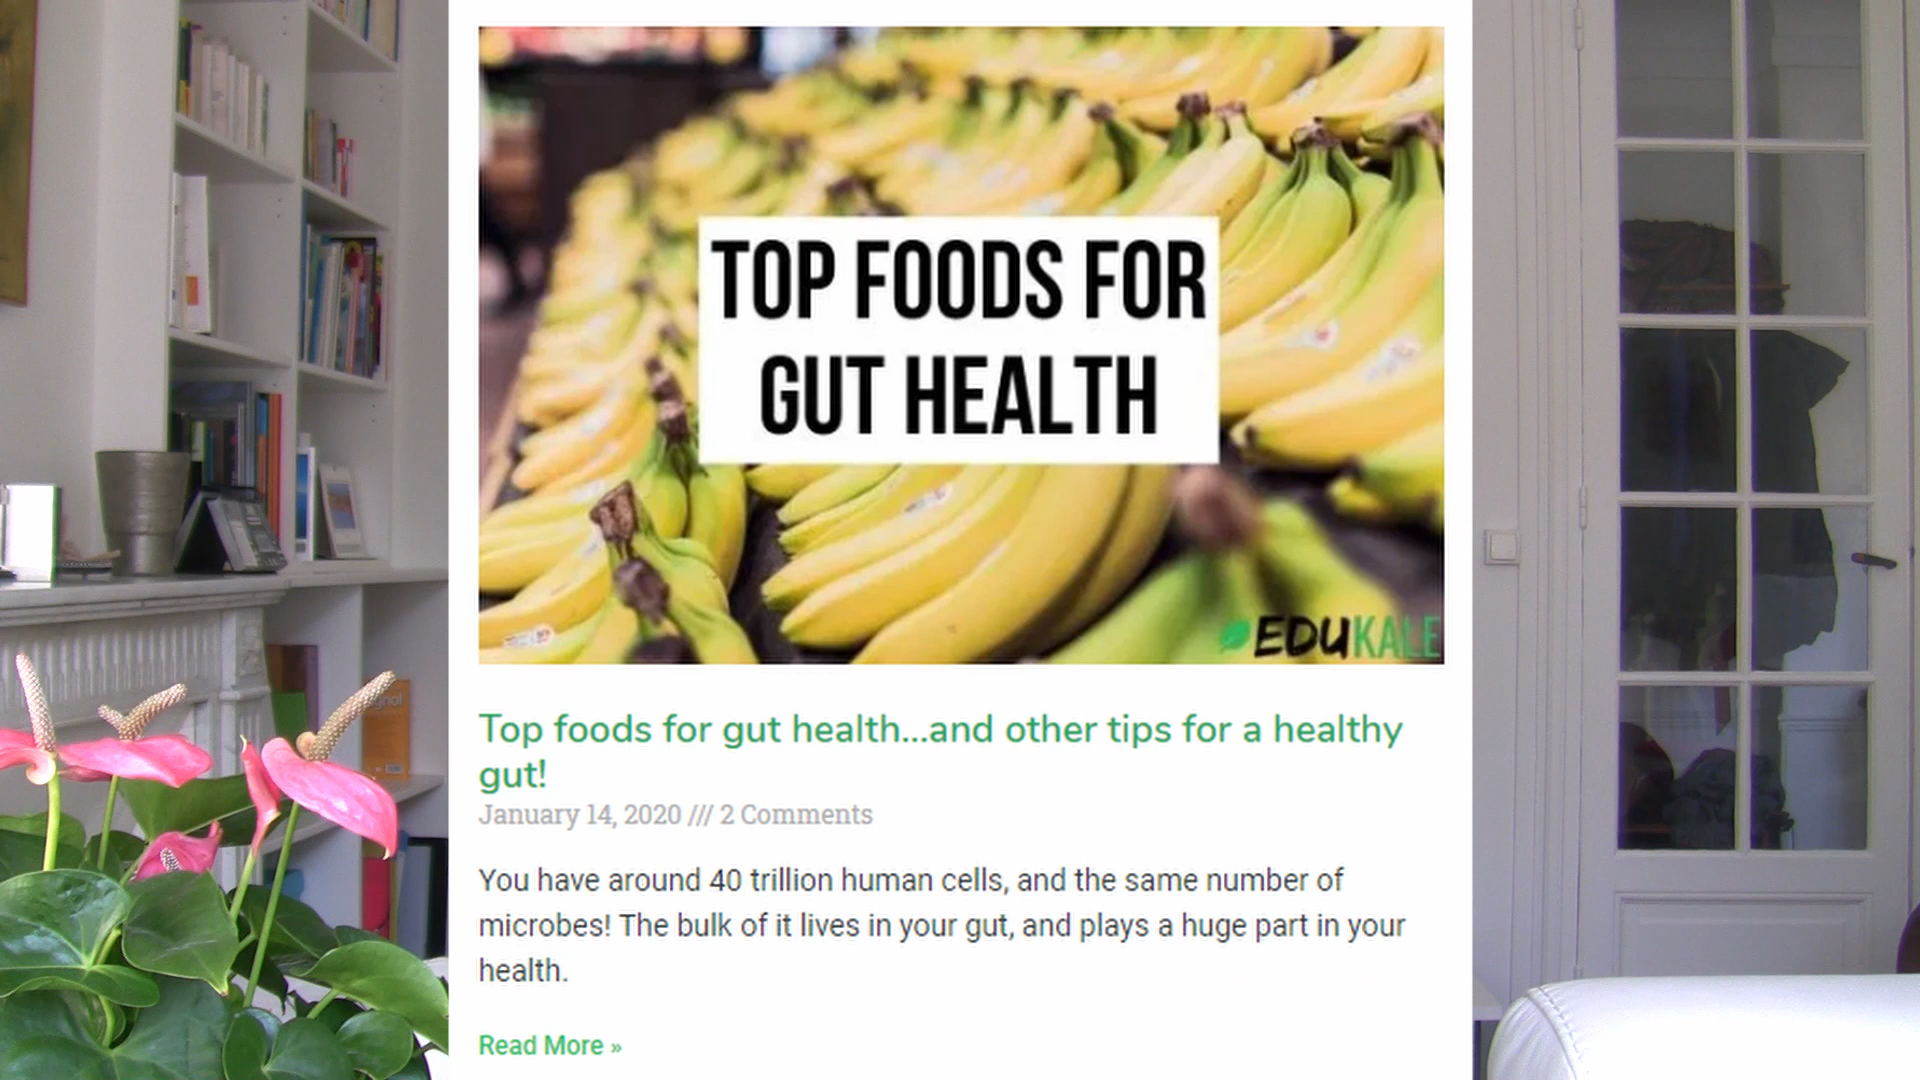 TOP FOODS FOR
GUT HEALTH
EDUKALE
Top foods for gut health...and other tips for a healthy
gut!
January 14, 2020 /// 2 Comments
You have around 40 trillion human cells, and the same number of
microbes! The bulk of it lives in your gut, and plays a huge part in your
health.
Read More »